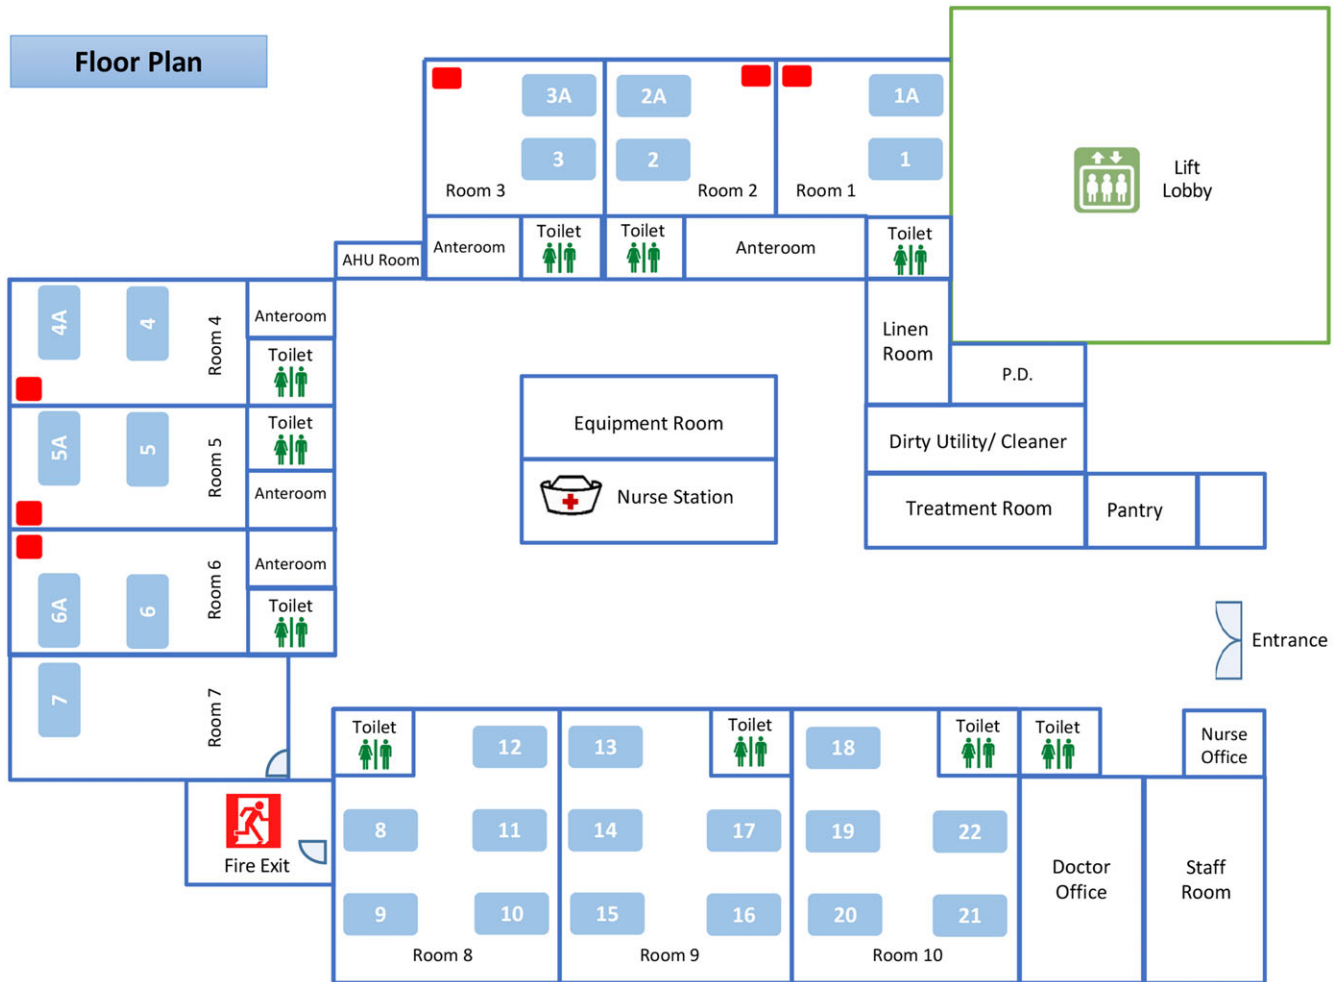 Floor Plan
3A
2A
1A
3
2
1
Room 3
Room 2
Room 1
Lift
Lobby
Anteroom
Toilet
Toilet
Anteroom
Toilet
AHU Room
4A
4
Room 4
Anteroom
Toilet
Linen
Room
P.D.
5A
5
Room 5
Toilet
Anteroom
Equipment Room
Nurse Station
Dirty Utility/ Cleaner
Treatment Room
Pantry
6A
6
Room 6
Anteroom
Toilet
Entrance
7
Room 7
Toilet
12
13
Toilet
18
Toilet
Toilet
Nurse
Office
8
11
14
17
19
22
Fire Exit
Doctor
Office
Staff
Room
9
10
15
16
20
21
Room 8
Room 9
Room 10